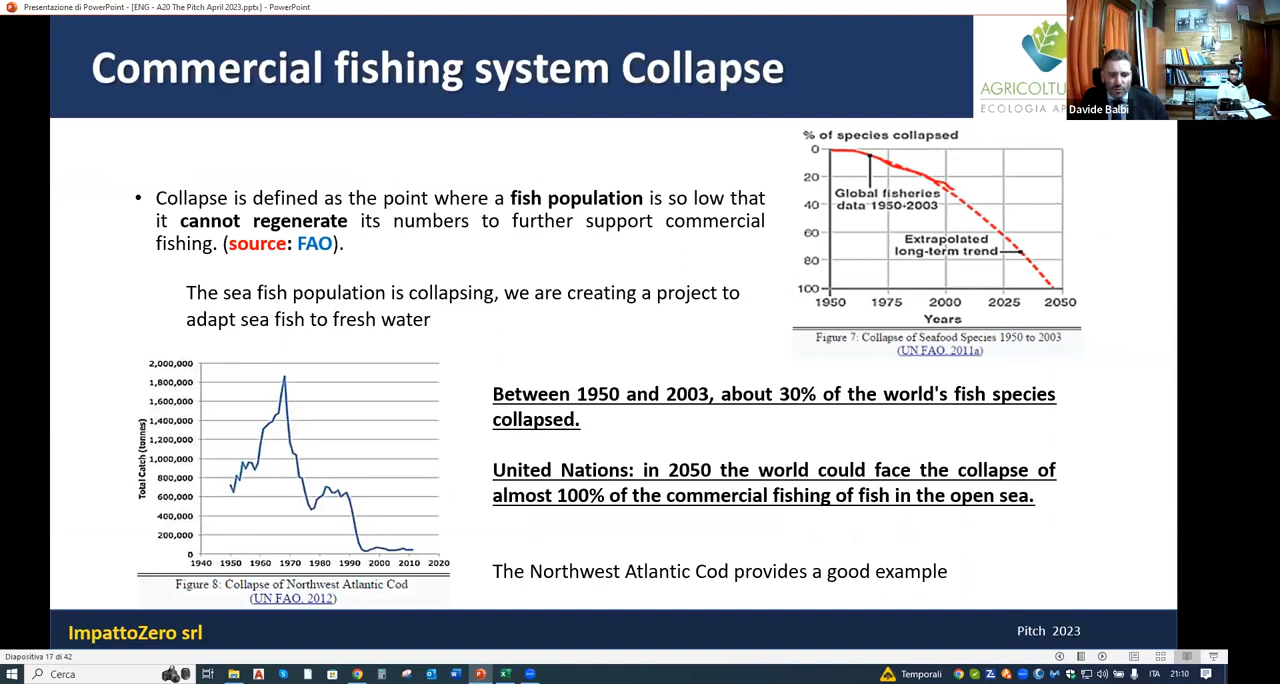 Presentazione di PowerPoint - [ENG - A20 The Pitch April 2023.pptx] - PowerPoint
Commercial fishing system Collapse
AGRICOLTU
ECOLOGIA AP
Davide Balbi
• Collapse is defined as the point where a fish population is so low that
it cannot regenerate its numbers to further support commercial
fishing. (source: FAO).
The sea fish population is collapsing, we are creating a project to
adapt sea fish to fresh water
% of species collapsed
0
20
40
60
80
100
Global fisheries
data 1950-2003
Extrapolated
long-term trend
1950 1975 2000 2025 2050
Years
Figure 7: Collapse of Seafood Species 1950 to 2003
(UN FAO, 2011a)
Total Catch (tonnes)
2,000,000
1,800,000
1,600,000
1,400,000
1,200,000
1,000,000
800,000
600,000
400,000
200,000
0
1940 1950 1960 1970 1980 1990 2000 2010 2020
Figure 8: Collapse of Northwest Atlantic Cod
(UN FAO, 2012)
Between 1950 and 2003, about 30% of the world's fish species
collapsed.
United Nations: in 2050 the world could face the collapse of
almost 100% of the commercial fishing of fish in the open sea.
The Northwest Atlantic Cod provides a good example
ImpattoZero srl
Pitch 2023
Diapositiva 17 di 42
Cerca
Temporali
ITA
21:10